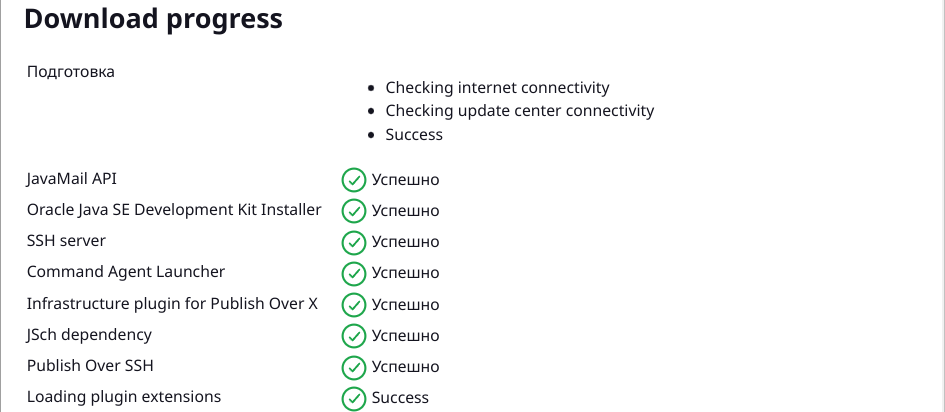 Download progress
Подготовка
Checking internet connectivity
Checking update center connectivity
Success
JavaMail API Успешно
Oracle Java SE Development Kit Installer Успешно
SSH server Успешно
Command Agent Launcher Успешно
Infrastructure plugin for Publish Over X Успешно
JSch dependency Успешно
Publish Over SSH Успешно
Loading plugin extensions Success